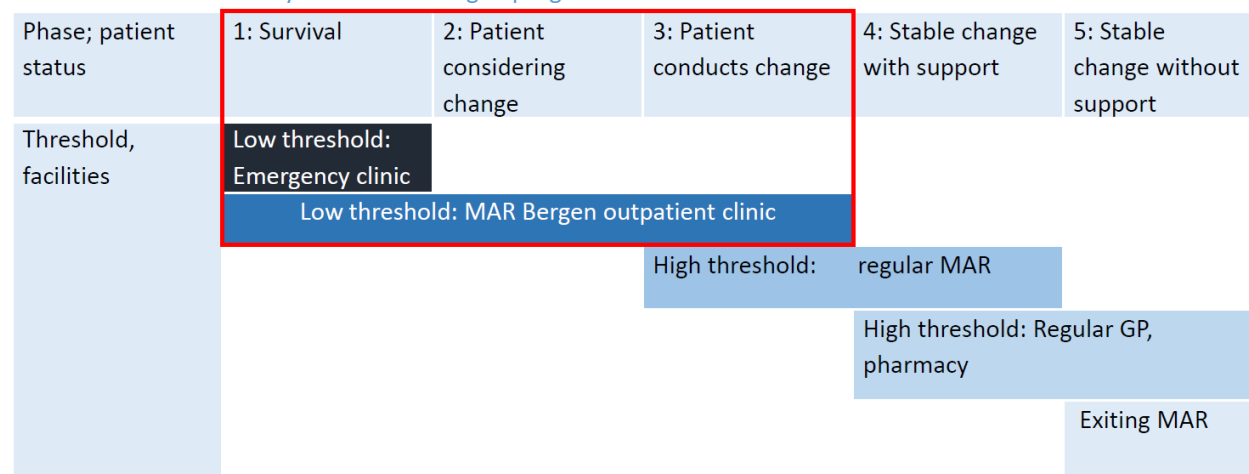 Phase; patient
status
1: Survival
2: Patient
considering
change
3: Patient
conducts change
4: Stable change
with support
5: Stable
change without
support
Threshold,
facilities
Low threshold:
Emergency clinic
Low threshold: MAR Bergen outpatient clinic
High threshold: regular MAR
High threshold: Regular GP,
pharmacy
Exiting MAR